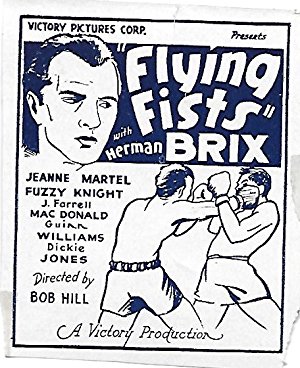 VICTORY PICTURES CORP. Presents
"Flying
Fists"
with
Herman BRIX
JEANNE MARTEL
FUZZY KNIGHT
J. Farrell
MAC DONALD
Guinn
WILLIAMS
Dickie
JONES
Directed by
BOB HILL
A Victory Production